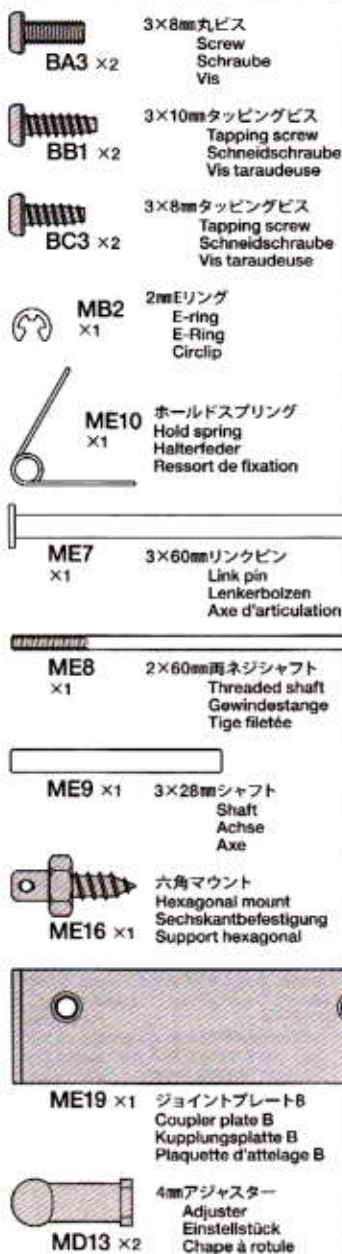 3×8mm丸ビス
Screw
Schraube
Vis
BA3 ×2
3×10mmタッピングビス
Tapping screw
Schneidschraube
Vis taraudeuse
BB1 ×2
3×8mmタッピングビス
Tapping screw
Schneidschraube
Vis taraudeuse
BC3 ×2
2mmEリング
E-ring
E-Ring
Circlip
MB2
×1
ホールドスプリング
Hold spring
Halterfeder
Ressort de fixation
ME10
×1
ME7
×1
3×60mmリンクピン
Link pin
Lenkerbolzen
Axe d'articulation
ME8
×1
2×60mm両ネジシャフト
Threaded shaft
Gewindestange
Tige filetée
ME9 ×1
3×28mmシャフト
Shaft
Achse
Axe
六角マウント
Hexagonal mount
Sechskantbefestigung
Support hexagonal
ME16 ×1
ME19 ×1
ジョイントプレートB
Coupler plate B
Kupplungsplatte B
Plaquette d'attelage B
4mmアジャスター
Adjuster
Einstellstück
Chape à rotule
MD13 ×2